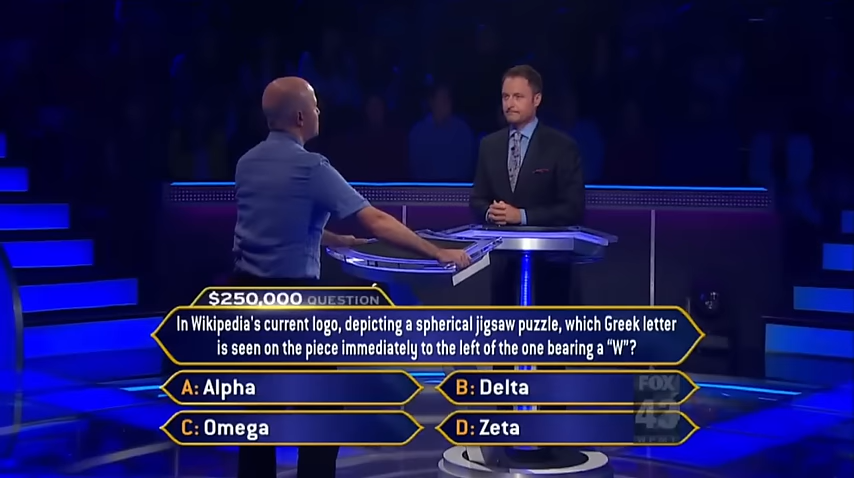 $250,000 QUESTION
In Wikipedia's current logo, depicting a spherical jigsaw puzzle, which Greek letter
is seen on the piece immediately to the left of the one bearing a “W”?
A: Alpha
B: Delta
C: Omega
D: Zeta
FOX
43